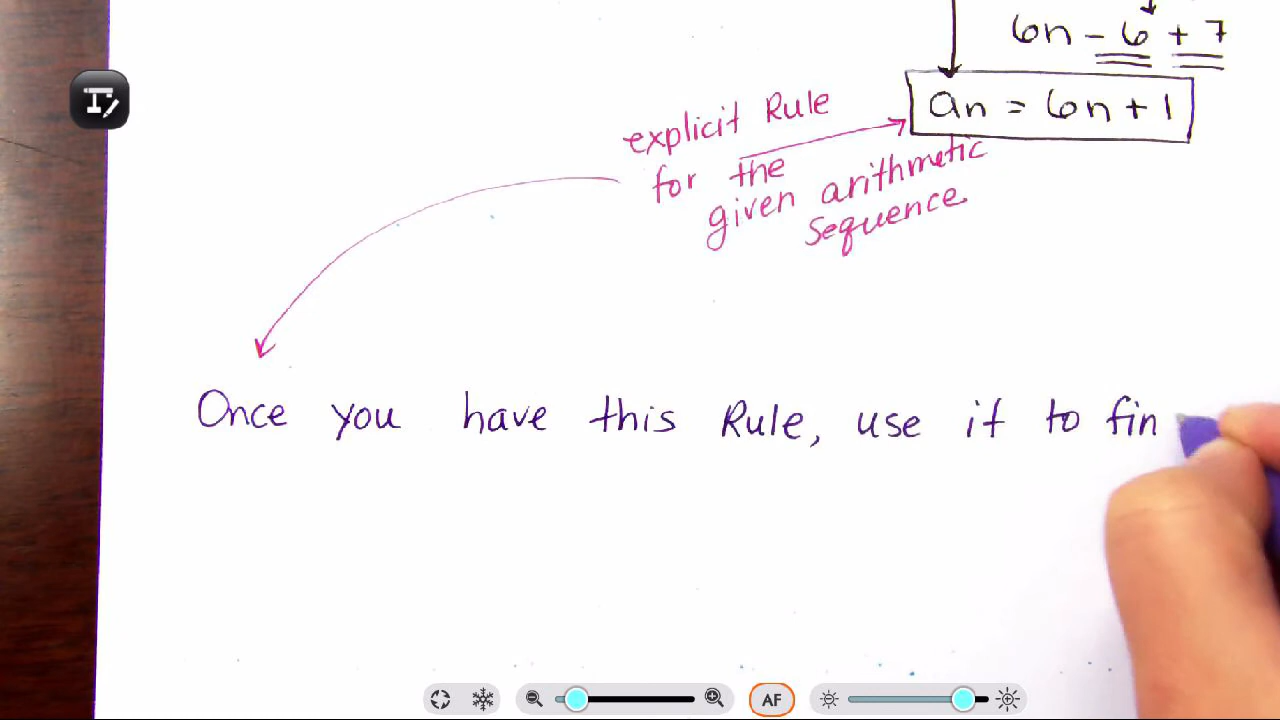 6n - 6 + 7
an = 6n + 1
explicit Rule
for the
given arithmetic
sequence.
Once you have this Rule, use it to fin
AF